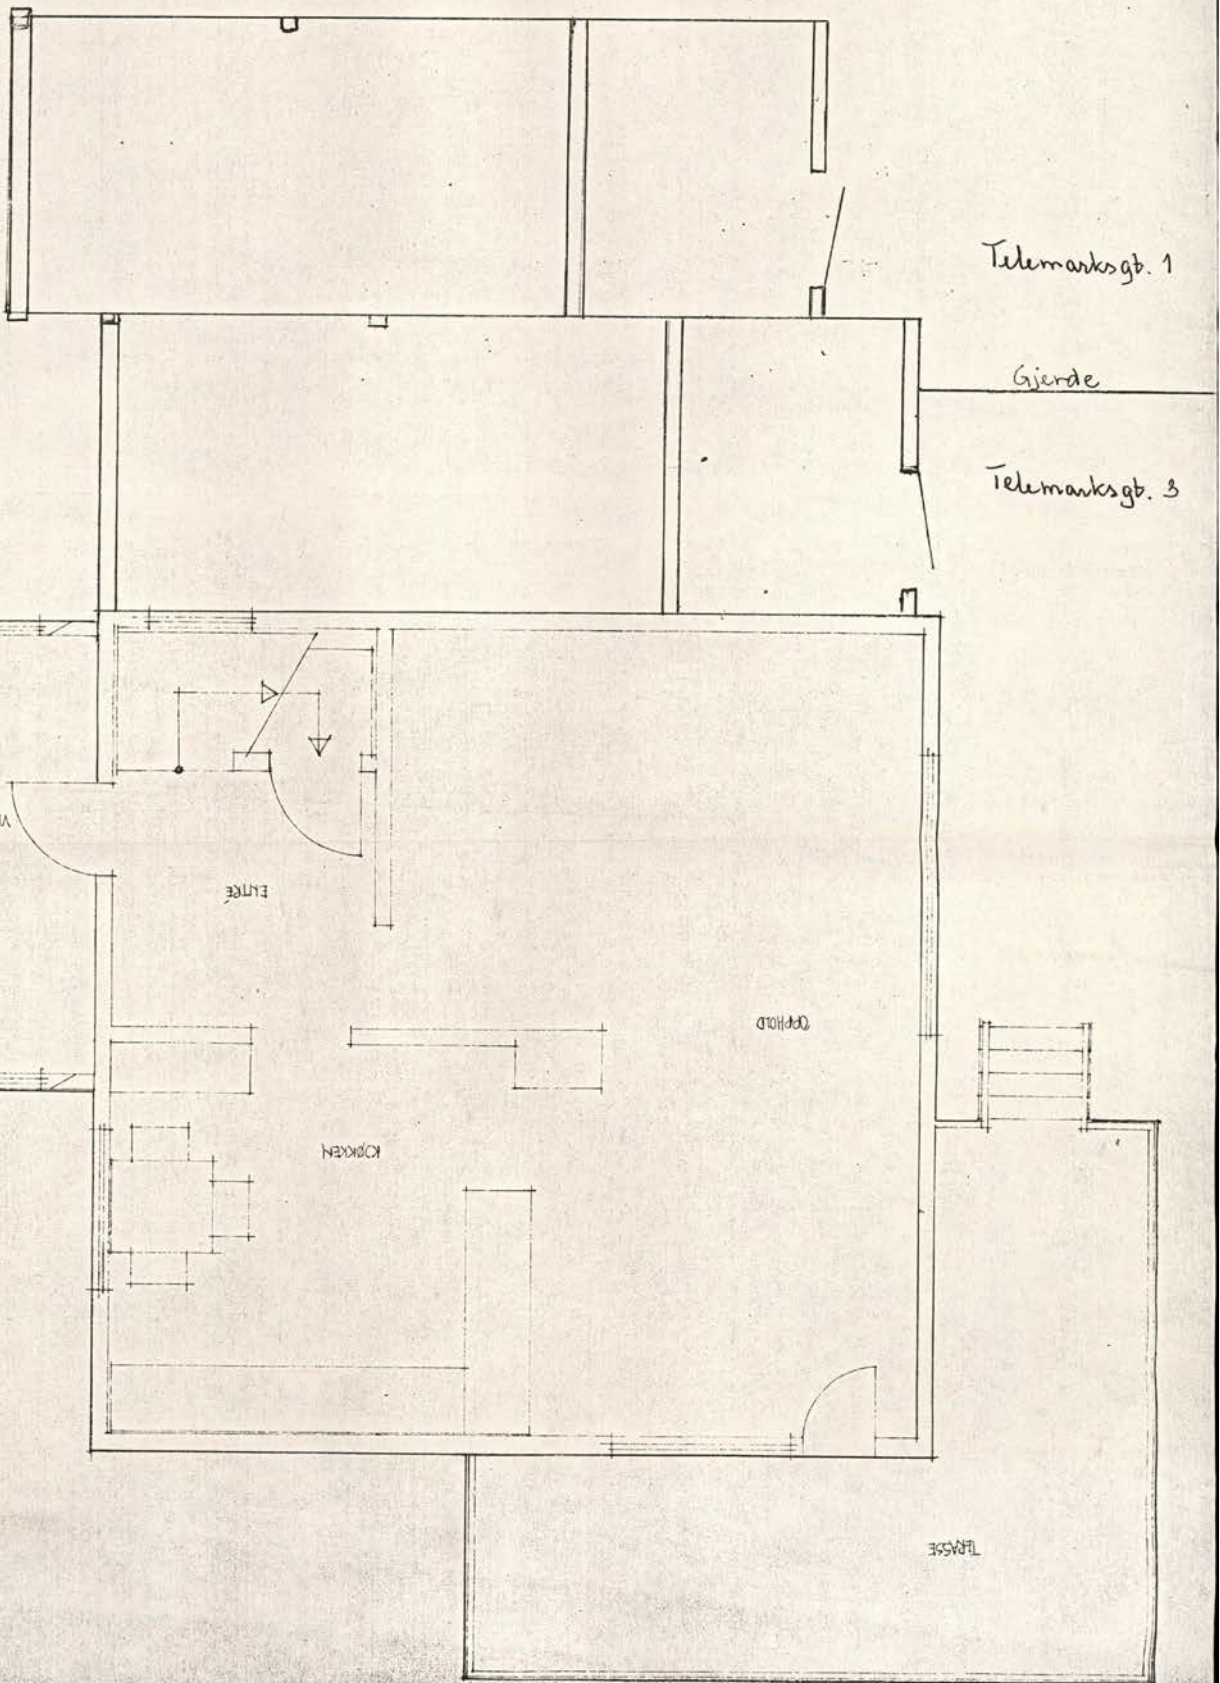 Telemarksgt. 1
Gjerde
Telemarksgt. 3
ENTRÉ
OPPHOLD
KJØKKEN
TERASSE